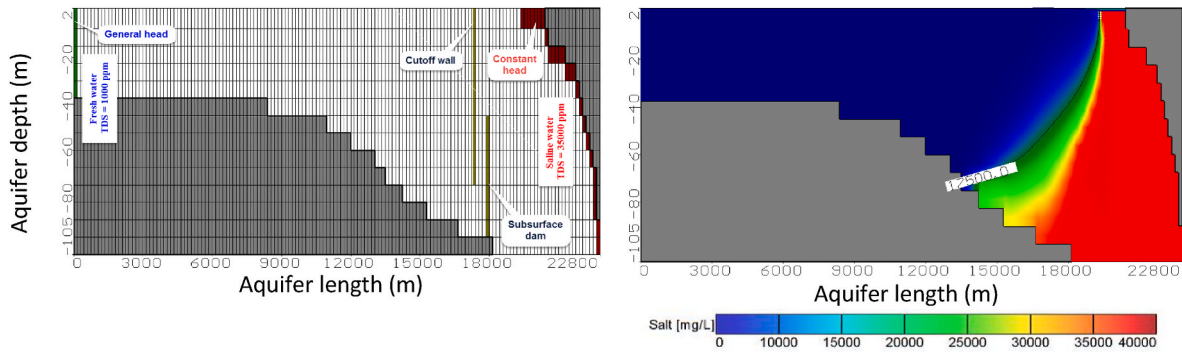 Aquifer depth (m)
2
-20
-40
-60
-80
-105
General head
Fresh water
TDS = 1000 ppm
Cutoff wall
Constant
head
Saline water
TDS = 35000 ppm
Subsurface
dam
0 3000 6000 9000 12000 15000 18000 22800
Aquifer length (m)
2
-20
-40
-60
-80
-105
17500.0
0 3000 9000 12000 15000 18000 22800
Aquifer length (m)
Salt [mg/L]
0 10000 15000 20000 25000 30000 40000